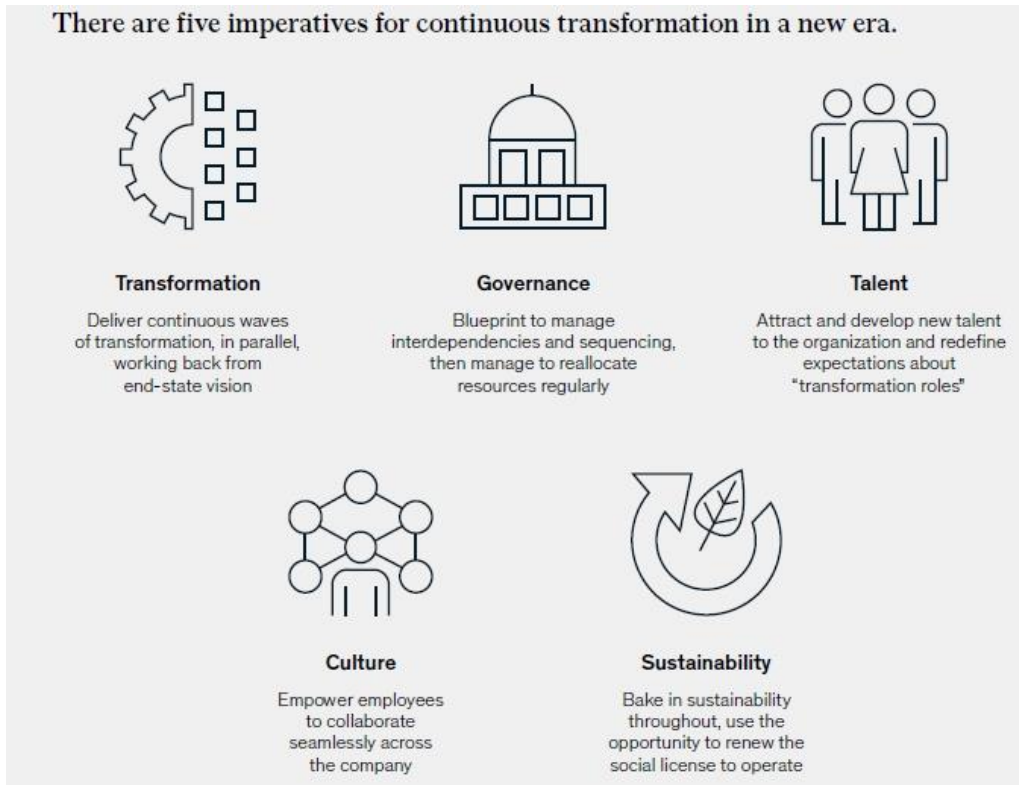 There are five imperatives for continuous transformation in a new era.
Transformation
Deliver continuous waves
of transformation, in parallel,
working back from
end-state vision
Governance
Blueprint to manage
interdependencies and sequencing,
then manage to reallocate
resources regularly
Talent
Attract and develop new talent
to the organization and redefine
expectations about
"transformation roles"
Culture
Empower employees
to collaborate
seamlessly across
the company
Sustainability
Bake in sustainability
throughout, use the
opportunity to renew the
social license to operate